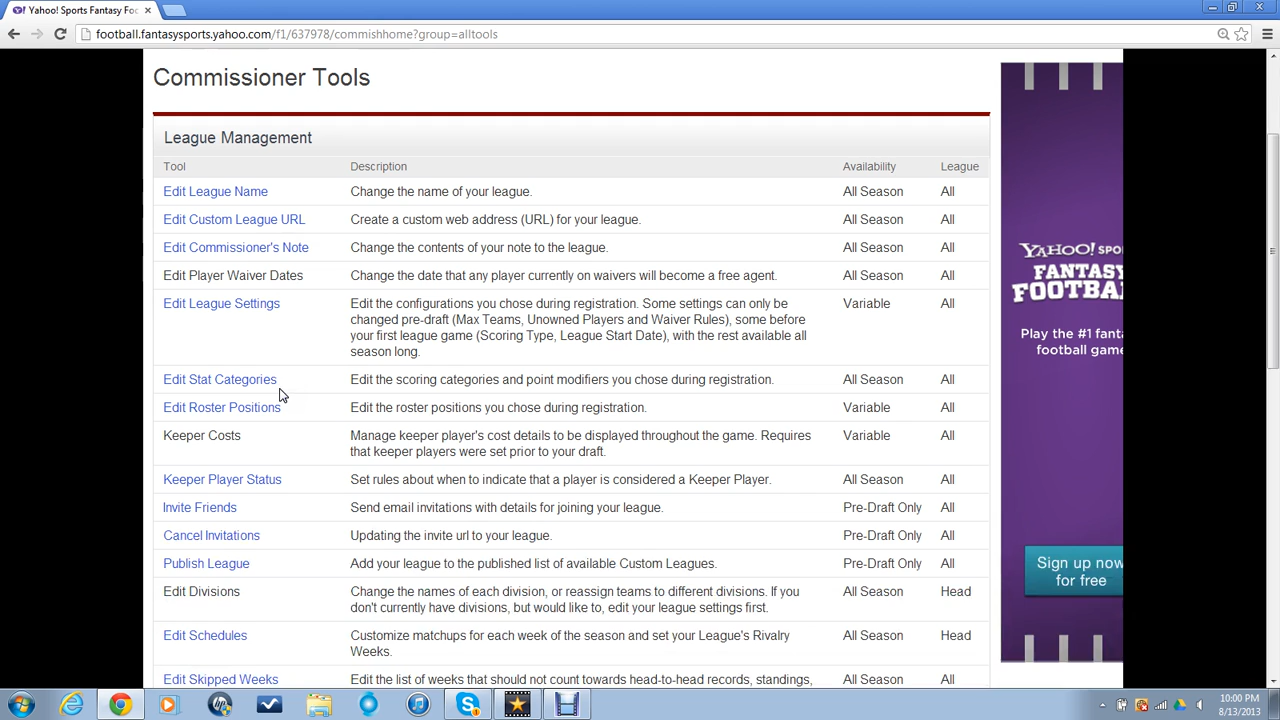 Yahoo! Sports Fantasy Foo
football.fantasysports.yahoo.com/f1/637978/commishhome?group=alltools
Commissioner Tools
League Management
Tool Description Availability League
Edit League Name Change the name of your league. All Season All
Edit Custom League URL Create a custom web address (URL) for your league. All Season All
Edit Commissioner's Note Change the contents of your note to the league. All Season All
Edit Player Waiver Dates Change the date that any player currently on waivers will become a free agent. All Season All
Edit League Settings Edit the configurations you chose during registration. Some settings can only be Variable All
changed pre-draft (Max Teams, Unowned Players and Waiver Rules), some before
your first league game (Scoring Type, League Start Date), with the rest available all
season long.
Edit Stat Categories Edit the scoring categories and point modifiers you chose during registration. All Season All
Edit Roster Positions Edit the roster positions you chose during registration. Variable All
Keeper Costs Manage keeper player's cost details to be displayed throughout the game. Requires Variable All
that keeper players were set prior to your draft.
Keeper Player Status Set rules about when to indicate that a player is considered a Keeper Player. All Season All
Invite Friends Send email invitations with details for joining your league. Pre-Draft Only All
Cancel Invitations Updating the invite url to your league. Pre-Draft Only All
Publish League Add your league to the published list of available Custom Leagues. Pre-Draft Only All
Edit Divisions Change the names of each division, or reassign teams to different divisions. If you All Season Head
don't currently have divisions, but would like to, edit your league settings first.
Edit Schedules Customize matchups for each week of the season and set your League's Rivalry All Season Head
Weeks.
Edit Skipped Weeks Edit the list of weeks that should not count towards head-to-head records, standings, All Season All
YAHOO! SPO
FANTASY
FOOTBA
Play the #1 fanta
football game
Sign up now
for free
10:00 PM
8/13/2013